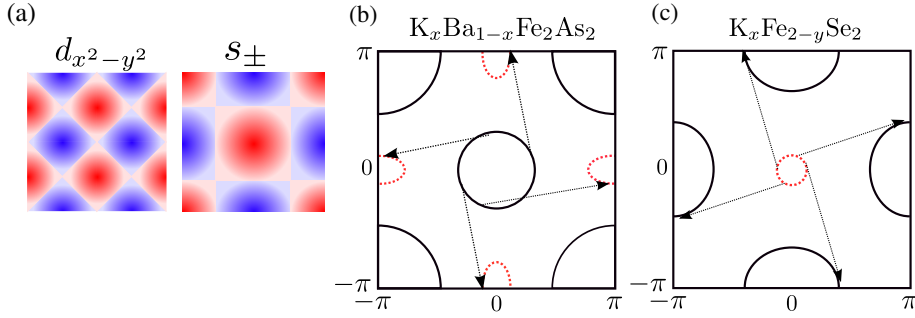 (a)
d_{x^2-y^2}
s_±
(b)
K_xBa_{1-x}Fe_2As_2
π
0
−π
−π
0
π
(c)
K_xFe_{2-y}Se_2
π
0
−π
−π
0
π